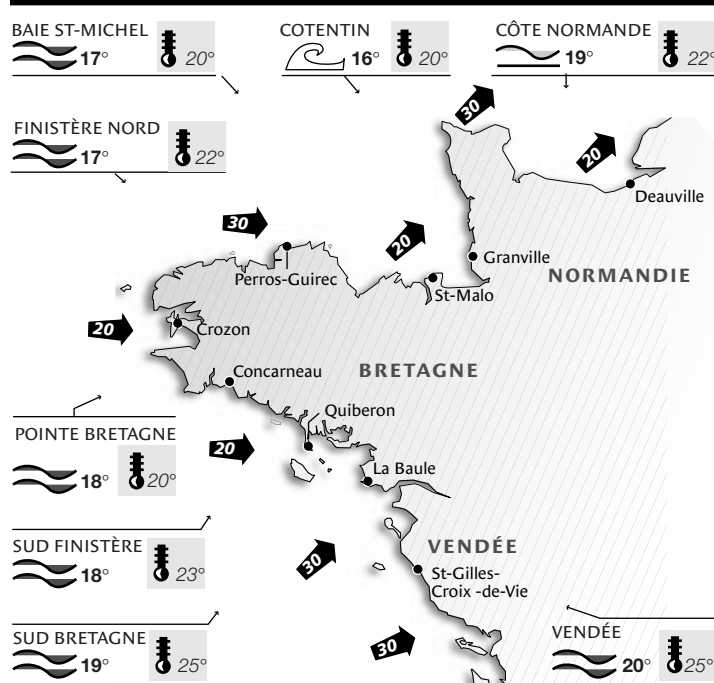 BAIE ST-MICHEL
17° 20°
COTENTIN
16° 20°
CÔTE NORMANDE
19° 22°
FINISTÈRE NORD
17° 22°
30
20
Deauville
30
20
Granville
Perros-Guirec
St-Malo
NORMANDIE
20
Crozon
Concarneau
BRETAGNE
Quiberon
POINTE BRETAGNE
18° 20°
20
La Baule
SUD FINISTÈRE
18° 23°
30
VENDÉE
St-Gilles-
Croix -de-Vie
SUD BRETAGNE
19° 25°
30
VENDÉE
20° 25°